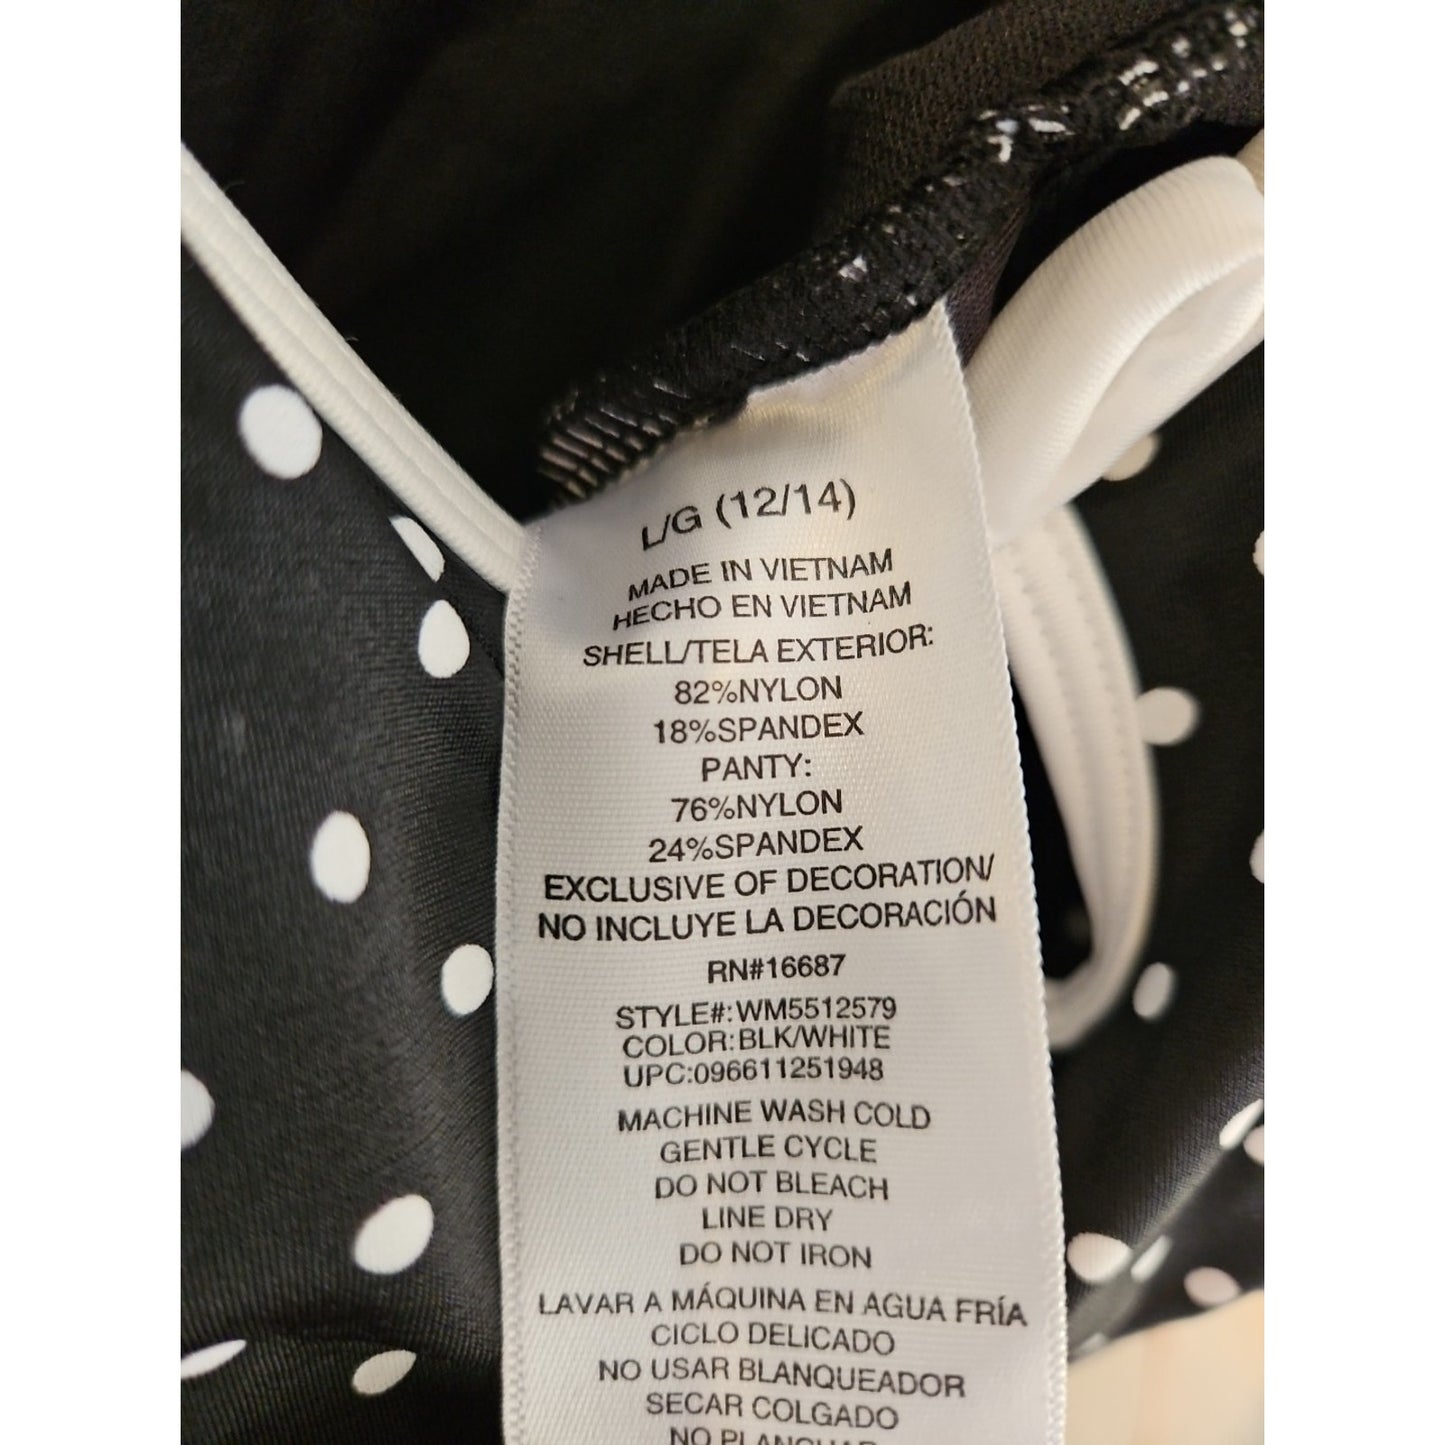 L/G (12/14)
MADE IN VIETNAM
HECHO EN VIETNAM
SHELL/TELA EXTERIOR:
82%NYLON
18%SPANDEX
PANTY:
76%NYLON
24%SPANDEX
EXCLUSIVE OF DECORATION/
NO INCLUYE LA DECORACIÓN
RN#16687
STYLE#:WM5512579
COLOR:BLK/WHITE
UPC:096611251948
MACHINE WASH COLD
GENTLE CYCLE
DO NOT BLEACH
LINE DRY
DO NOT IRON
LAVAR A MÁQUINA EN AGUA FRÍA
CICLO DELICADO
NO USAR BLANQUEADOR
SECAR COLGADO
NO PLANCHAR